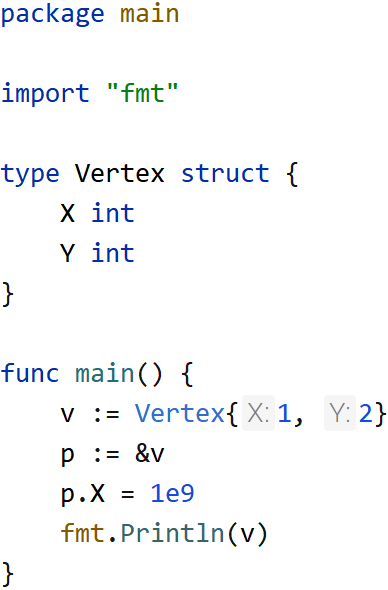 package main
import "fmt"
type Vertex struct {
X int
Y int
}
func main() {
v := Vertex{X: 1, Y: 2}
p := &v
p.X = 1e9
fmt.Println(v)
}